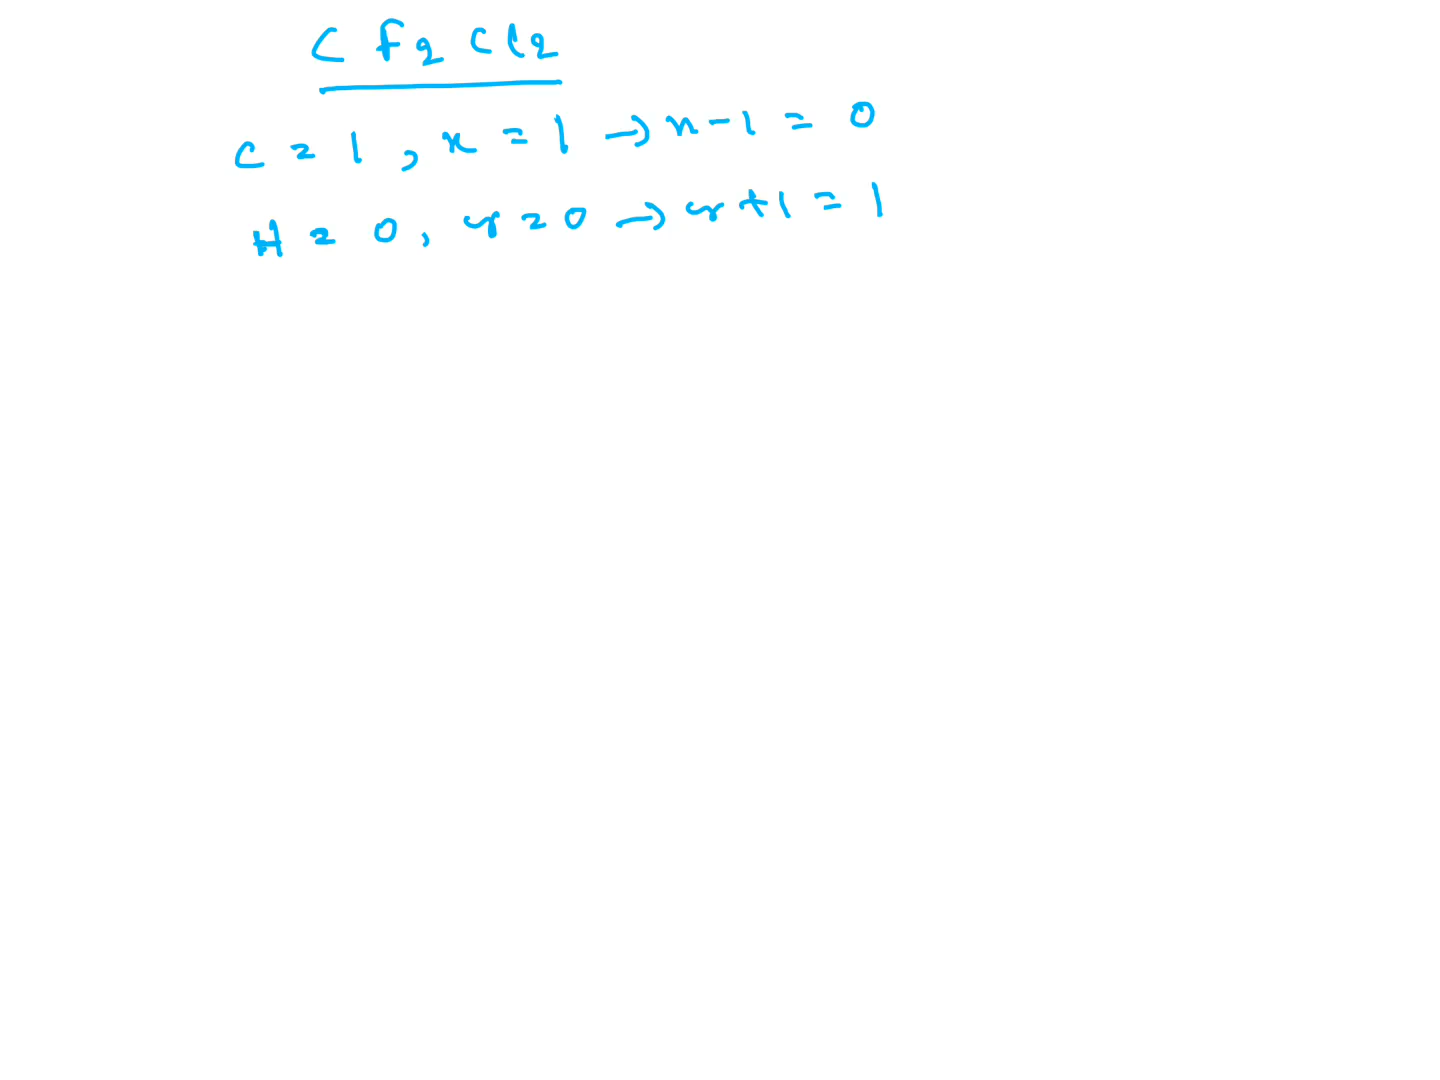 C F2 Cl2
C = 1, x = 1 → x - 1 = 0
H = 0, y = 0 → y + 1 = 1